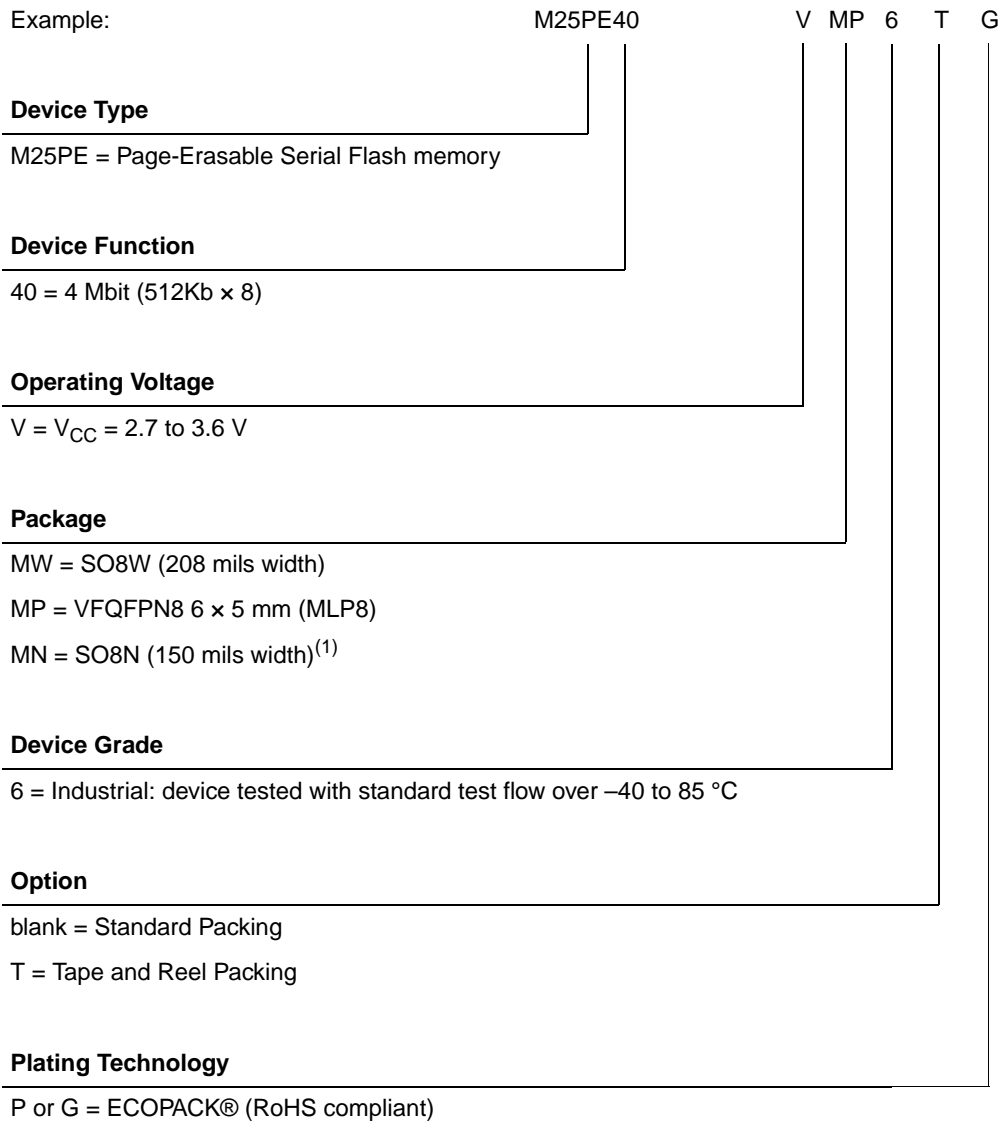 Example: M25PE40 V MP 6 T G
Device Type
M25PE = Page-Erasable Serial Flash memory
Device Function
40 = 4 Mbit (512Kb × 8)
Operating Voltage
V = VCC = 2.7 to 3.6 V
Package
MW = SO8W (208 mils width)
MP = VFQFPN8 6 × 5 mm (MLP8)
MN = SO8N (150 mils width)(1)
Device Grade
6 = Industrial: device tested with standard test flow over –40 to 85 °C
Option
blank = Standard Packing
T = Tape and Reel Packing
Plating Technology
P or G = ECOPACK® (RoHS compliant)